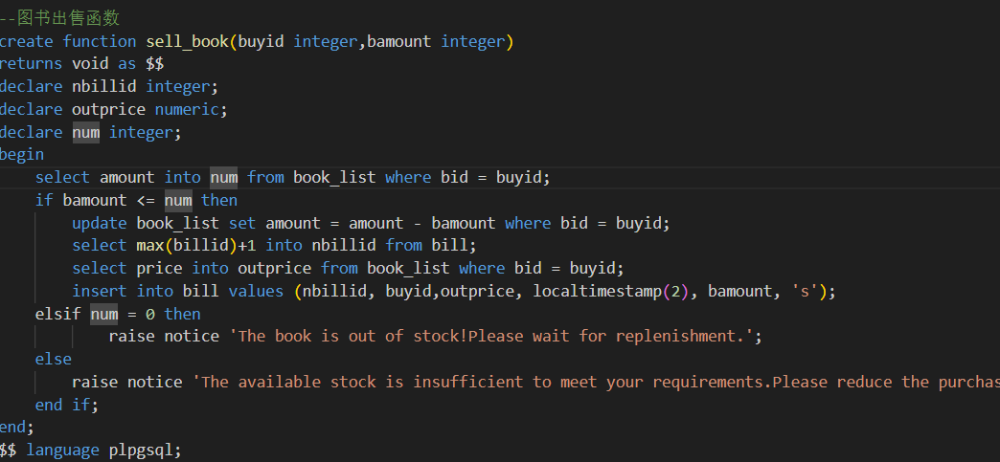 --图书出售函数
create function sell_book(buyid integer,bamount integer)
returns void as $$
declare nbillid integer;
declare outprice numeric;
declare num integer;
begin
select amount into num from book_list where bid = buyid;
if bamount <= num then
update book_list set amount = amount - bamount where bid = buyid;
select max(billid)+1 into nbillid from bill;
select price into outprice from book_list where bid = buyid;
insert into bill values (nbillid, buyid,outprice, localtimestamp(2), bamount, 's');
elsif num = 0 then
raise notice 'The book is out of stock!Please wait for replenishment.';
else
raise notice 'The available stock is insufficient to meet your requirements.Please reduce the purchas
end if;
end;
$$ language plpgsql;